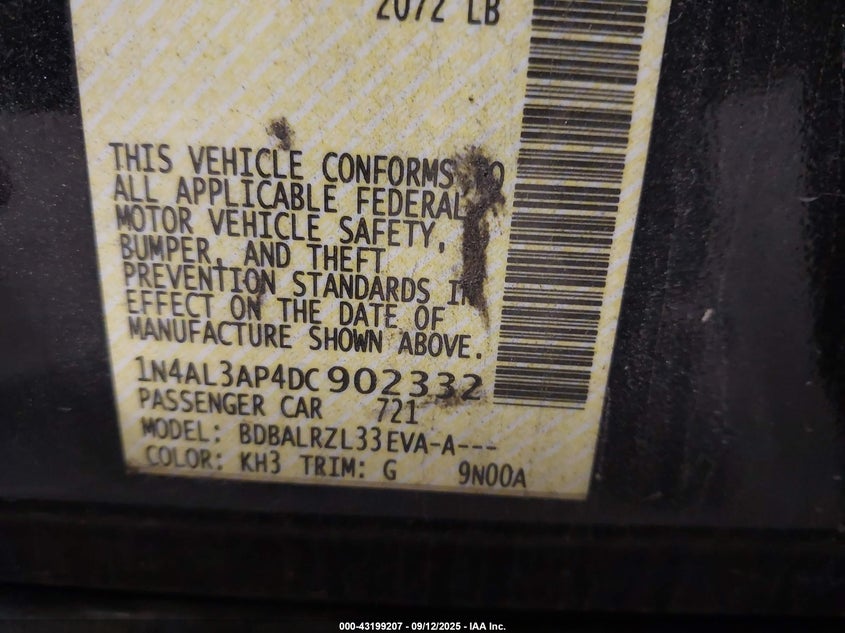 2072 LB
THIS VEHICLE CONFORMS TO
ALL APPLICABLE FEDERAL
MOTOR VEHICLE SAFETY,
BUMPER, AND THEFT
PREVENTION STANDARDS IN
EFFECT ON THE DATE OF
MANUFACTURE SHOWN ABOVE.
1N4AL3AP4DC902332
PASSENGER CAR 721
MODEL: BDBALRZL33EVA-A---
COLOR: KH3 TRIM: G 9N00A
000-43199207 - 09/12/2025 - IAA Inc.